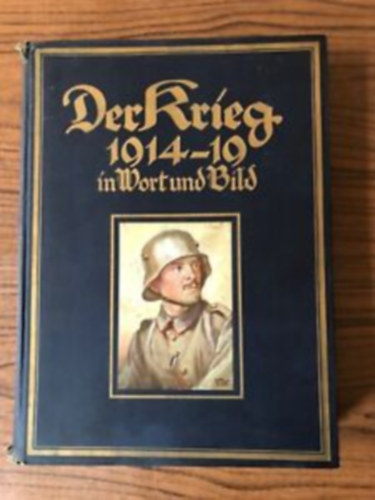 Der Krieg
1914-19
in Wort und Bild